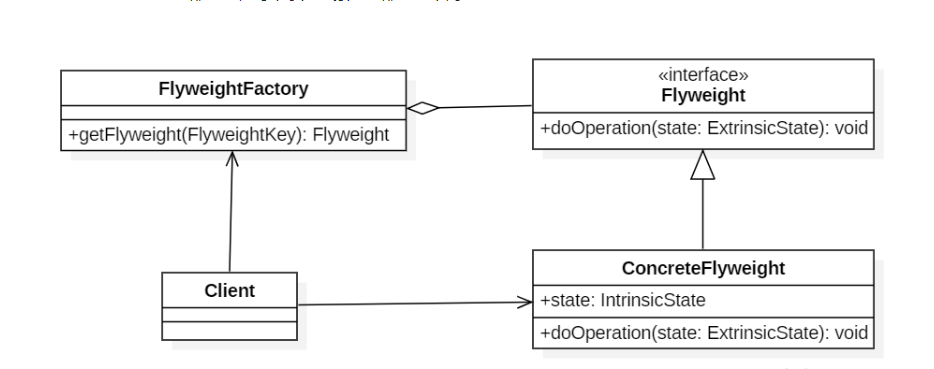 FlyweightFactory
+getFlyweight(FlyweightKey): Flyweight
«interface»
Flyweight
+doOperation(state: ExtrinsicState): void
Client
ConcreteFlyweight
+state: IntrinsicState
+doOperation(state: ExtrinsicState): void